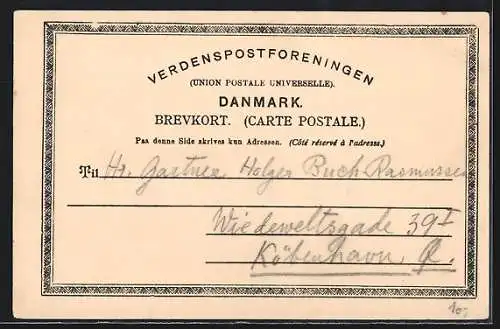 VERDENSPOSTFORENINGEN
(UNION POSTALE UNIVERSELLE).
DANMARK.
BREVKORT. (CARTE POSTALE.)
Paa denne Side skrives kun Adressen. (Côté réservé à l'adresse.)
Til Hr. Gartner Holger Buch-Rasmussen
Wiedeweltsgade 39 I
Köbenhavn, Ø.